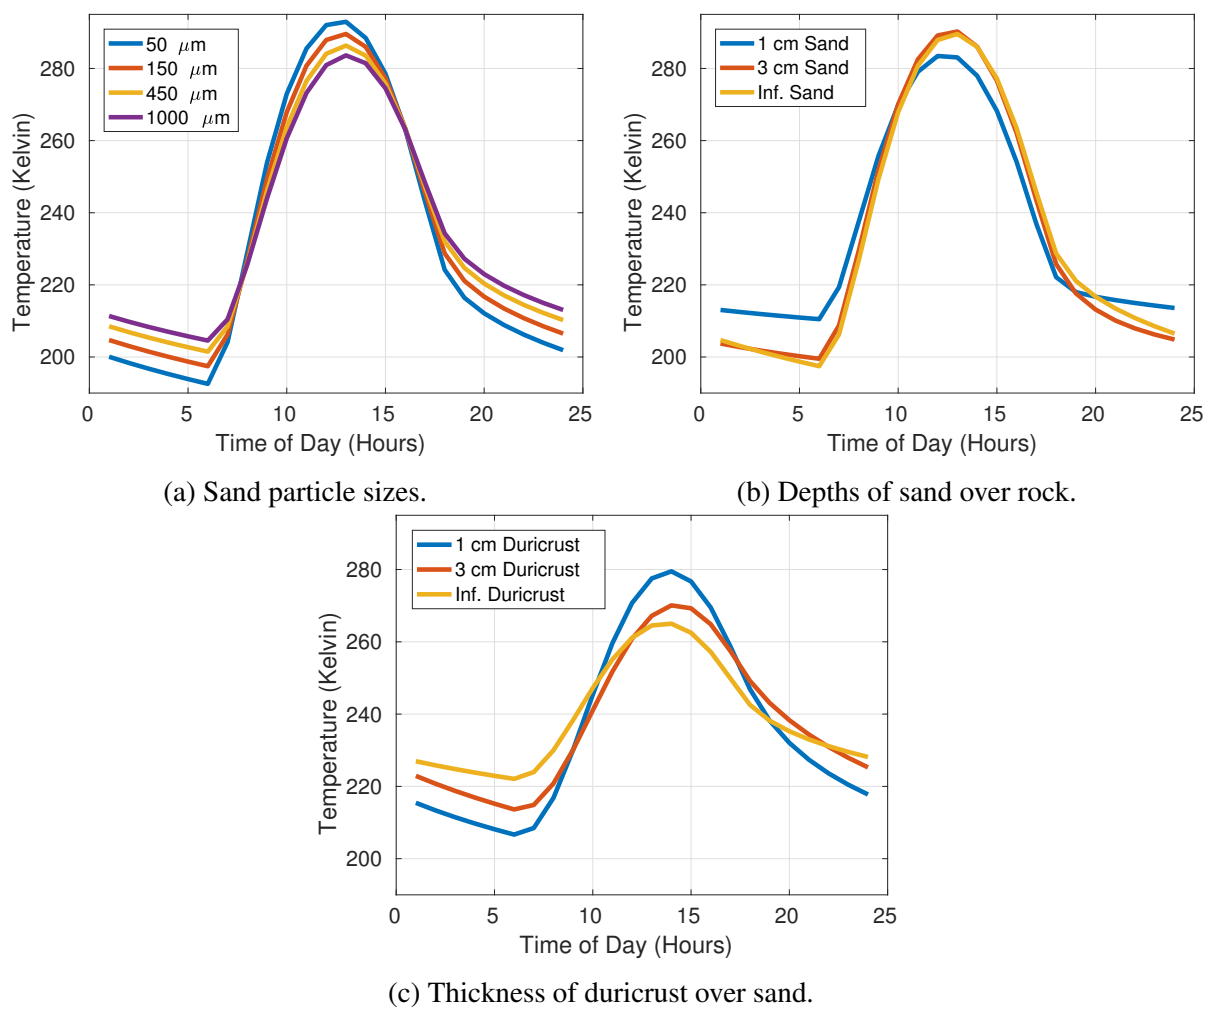 50 μm
150 μm
450 μm
1000 μm
280
260
240
220
200
Temperature (Kelvin)
0 5 10 15 20 25
Time of Day (Hours)
(a) Sand particle sizes.
1 cm Sand
3 cm Sand
Inf. Sand
280
260
240
220
200
Temperature (Kelvin)
0 5 10 15 20 25
Time of Day (Hours)
(b) Depths of sand over rock.
1 cm Duricrust
3 cm Duricrust
Inf. Duricrust
280
260
240
220
200
Temperature (Kelvin)
0 5 10 15 20 25
Time of Day (Hours)
(c) Thickness of duricrust over sand.